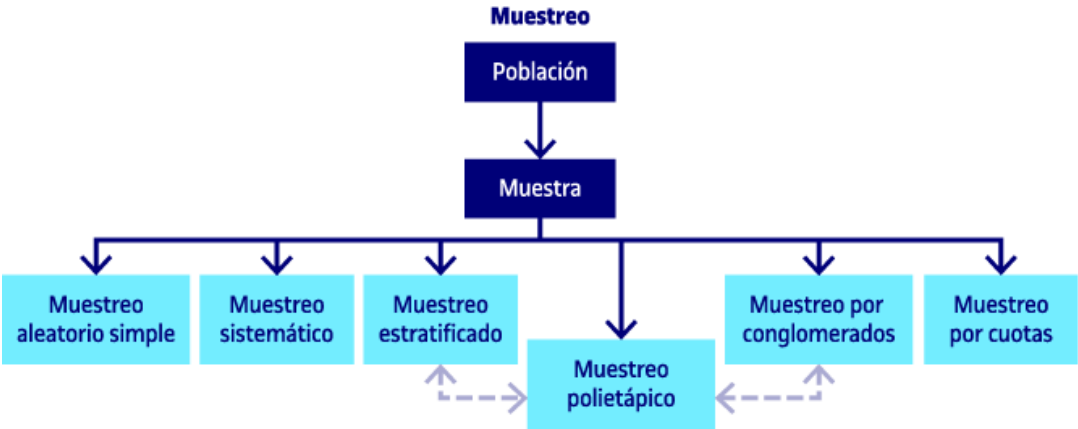 Muestreo
Población
Muestra
Muestreo
aleatorio simple
Muestreo
sistemático
Muestreo
estratificado
Muestreo
polietápico
Muestreo por
conglomerados
Muestreo
por cuotas